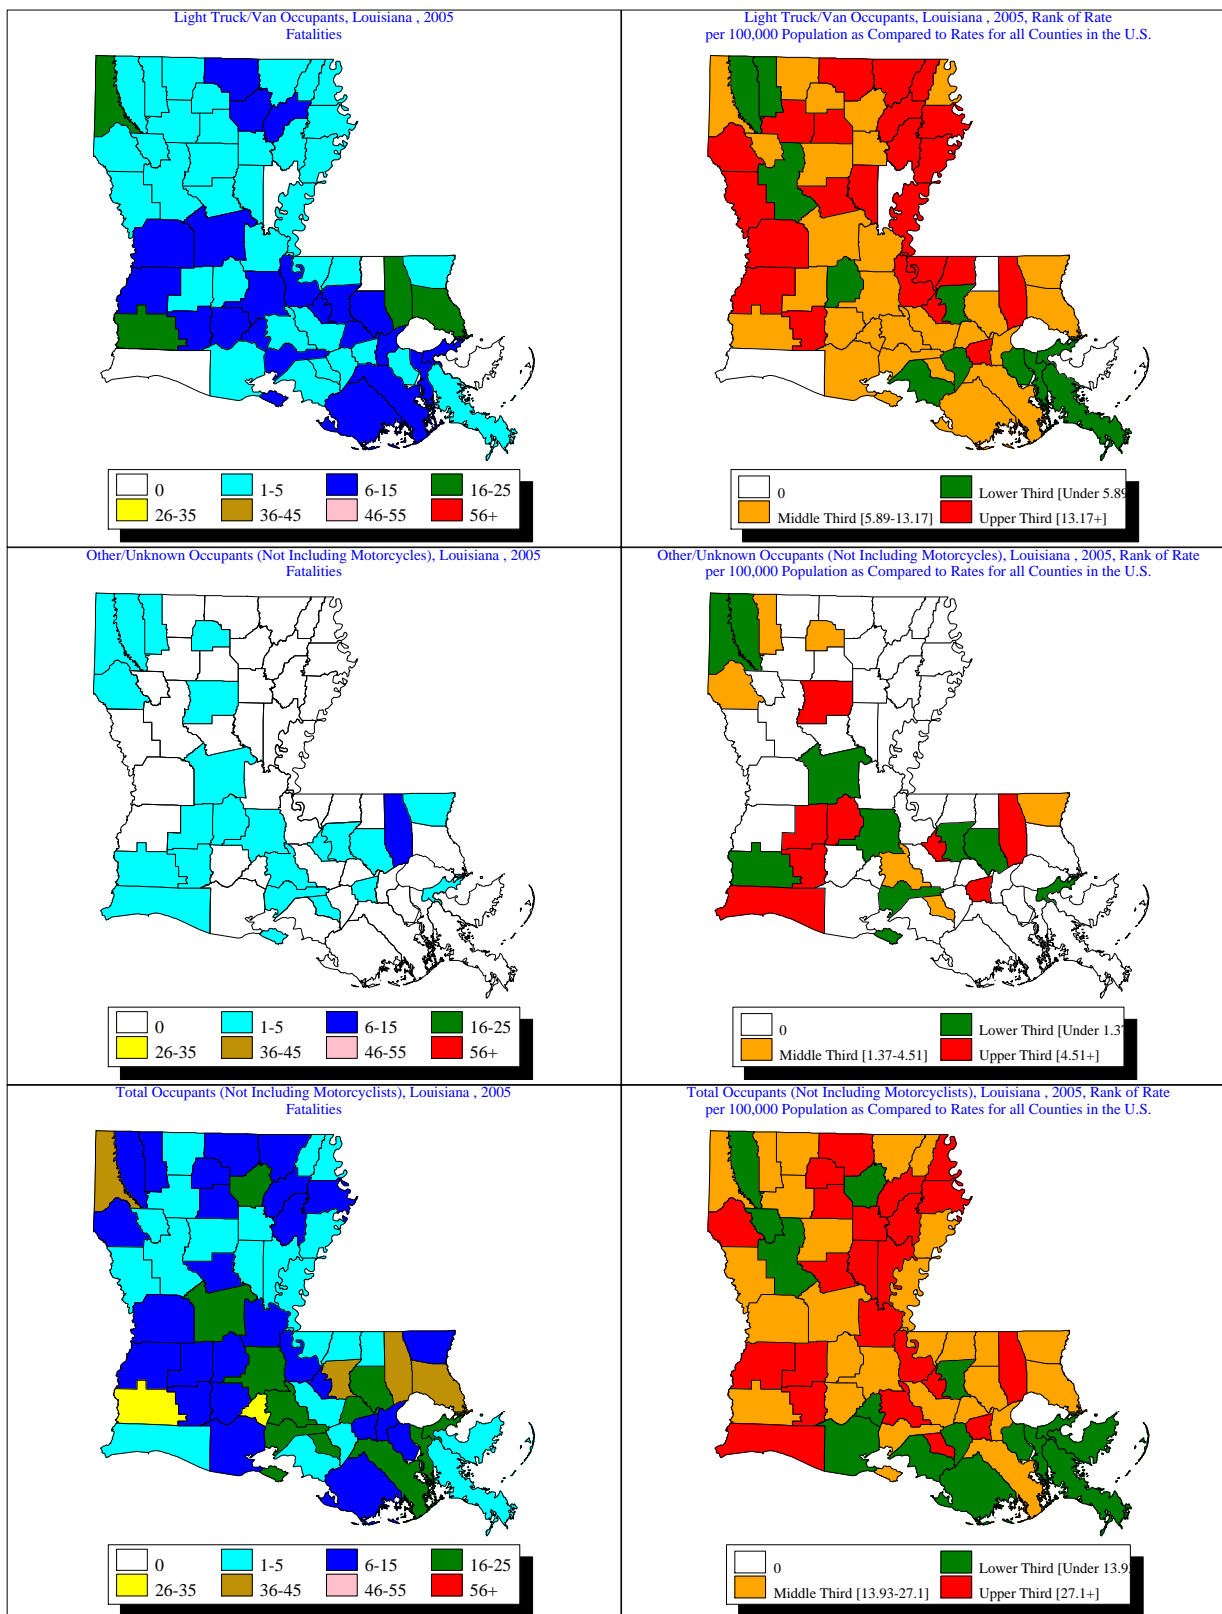 Light Truck/Van Occupants, Louisiana , 2005
Fatalities
0
1-5
6-15
16-25
26-35
36-45
46-55
56+
Light Truck/Van Occupants, Louisiana , 2005, Rank of Rate
per 100,000 Population as Compared to Rates for all Counties in the U.S.
0
Lower Third [Under 5.89
Middle Third [5.89-13.17]
Upper Third [13.17+]
Other/Unknown Occupants (Not Including Motorcycles), Louisiana , 2005
Fatalities
0
1-5
6-15
16-25
26-35
36-45
46-55
56+
Other/Unknown Occupants (Not Including Motorcycles), Louisiana , 2005, Rank of Rate
per 100,000 Population as Compared to Rates for all Counties in the U.S.
0
Lower Third [Under 1.37
Middle Third [1.37-4.51]
Upper Third [4.51+]
Total Occupants (Not Including Motorcyclists), Louisiana , 2005
Fatalities
0
1-5
6-15
16-25
26-35
36-45
46-55
56+
Total Occupants (Not Including Motorcyclists), Louisiana , 2005, Rank of Rate
per 100,000 Population as Compared to Rates for all Counties in the U.S.
0
Lower Third [Under 13.93
Middle Third [13.93-27.1]
Upper Third [27.1+]